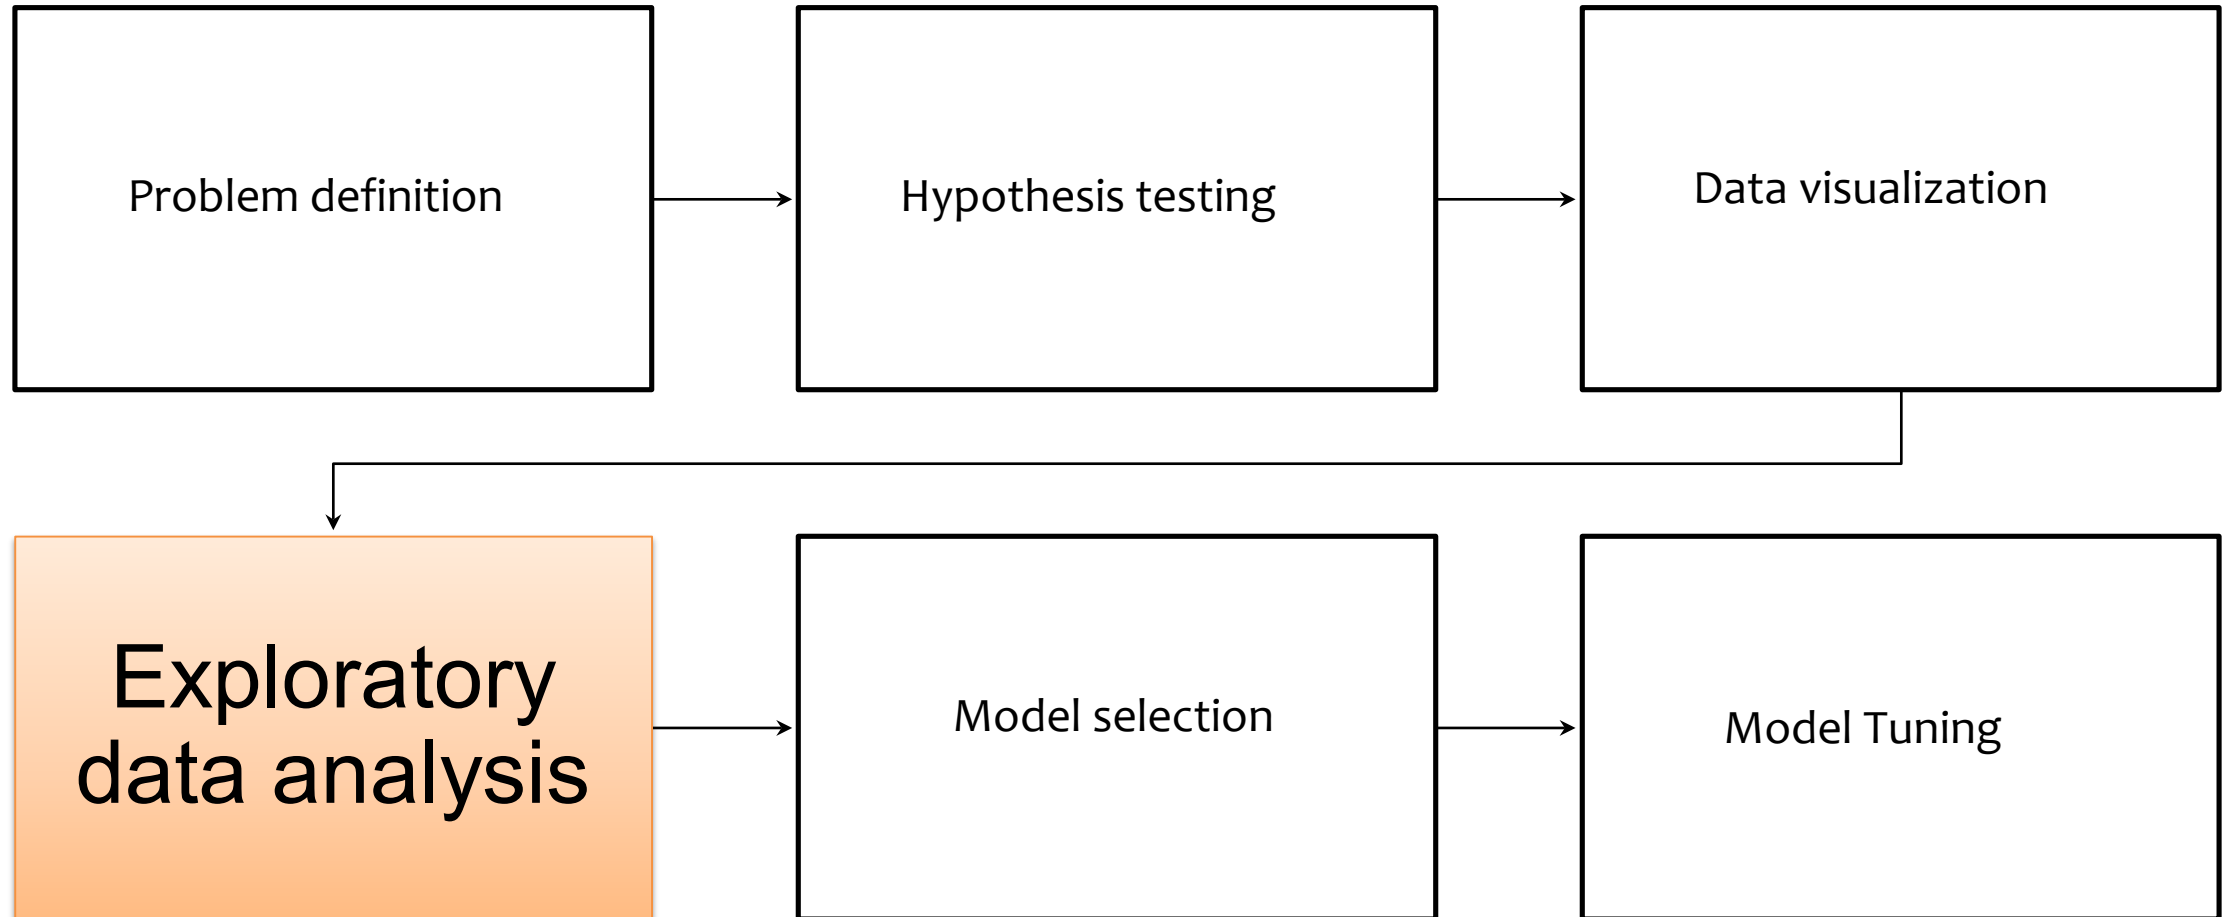 Problem definition
Hypothesis testing
Data visualization
Exploratory
data analysis
Model selection
Model Tuning